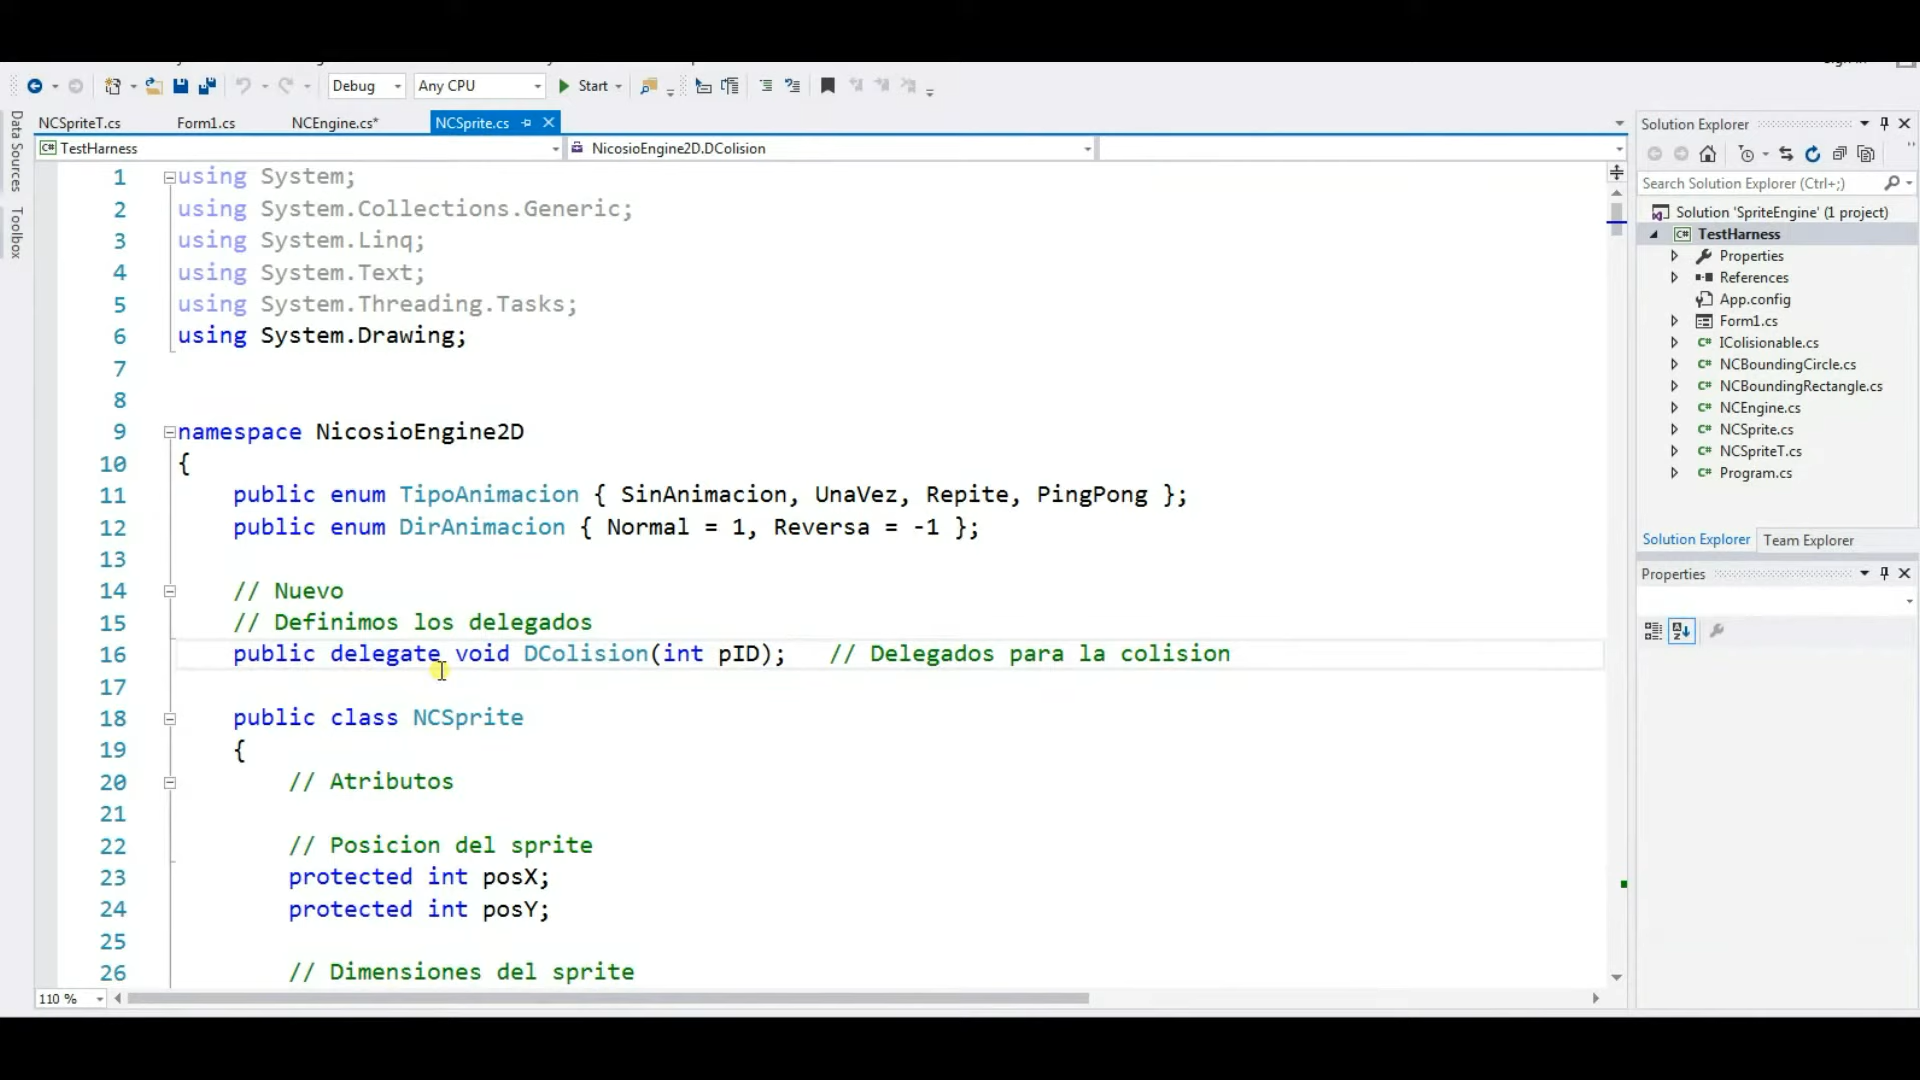 Debug
Any CPU
Start
Data Sources
Toolbox
NCSpriteT.cs
Form1.cs
NCEngine.cs*
NCSprite.cs
TestHarness
NicosioEngine2D.DColision
1 using System;
2 using System.Collections.Generic;
3 using System.Linq;
4 using System.Text;
5 using System.Threading.Tasks;
6 using System.Drawing;
7
8
9 namespace NicosioEngine2D
10 {
11 public enum TipoAnimacion { SinAnimacion, UnaVez, Repite, PingPong };
12 public enum DirAnimacion { Normal = 1, Reversa = -1 };
13
14 // Nuevo
15 // Definimos los delegados
16 public delegate void DColision(int pID); // Delegados para la colision
17
18 public class NCSprite
19 {
20 // Atributos
21
22 // Posicion del sprite
23 protected int posX;
24 protected int posY;
25
26 // Dimensiones del sprite
110 %
Solution Explorer
Search Solution Explorer (Ctrl+;)
Solution 'SpriteEngine' (1 project)
TestHarness
Properties
References
App.config
Form1.cs
IColisionable.cs
NCBoundingCircle.cs
NCBoundingRectangle.cs
NCEngine.cs
NCSprite.cs
NCSpriteT.cs
Program.cs
Solution Explorer
Team Explorer
Properties